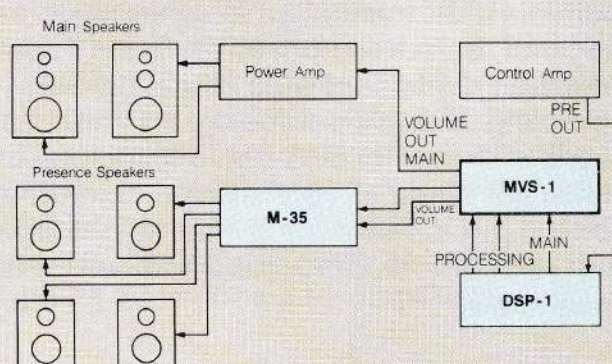 Main Speakers
Power Amp
Control Amp
PRE
OUT
VOLUME
OUT
MAIN
Presence Speakers
M-35
VOLUME
OUT
MVS-1
MAIN
PROCESSING
DSP-1